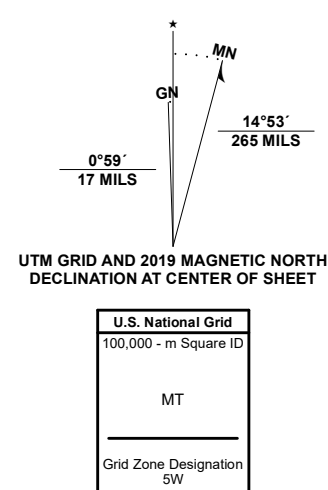 ★
MN
GN
14°53´
265 MILS
0°59´
17 MILS
UTM GRID AND 2019 MAGNETIC NORTH
DECLINATION AT CENTER OF SHEET
U.S. National Grid
100,000 - m Square ID
MT
Grid Zone Designation
5W